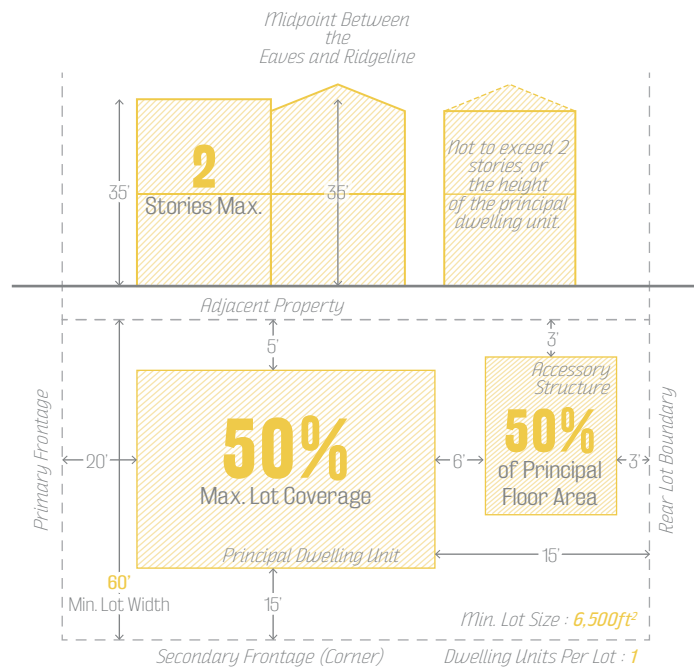 Midpoint Between
the
Eaves and Ridgeline
2
Stories Max.
35’
35’
Not to exceed 2
stories, or
the height
of the principal
dwelling unit.
Adjacent Property
5’
3’
Accessory
Structure
50%
Max. Lot Coverage
50%
of Principal
Floor Area
Primary Frontage
20’
6’
3’
Rear Lot Boundary
Principal Dwelling Unit
15’
60’
Min. Lot Width
15’
Min. Lot Size : 6,500ft²
Secondary Frontage (Corner)
Dwelling Units Per Lot : 1